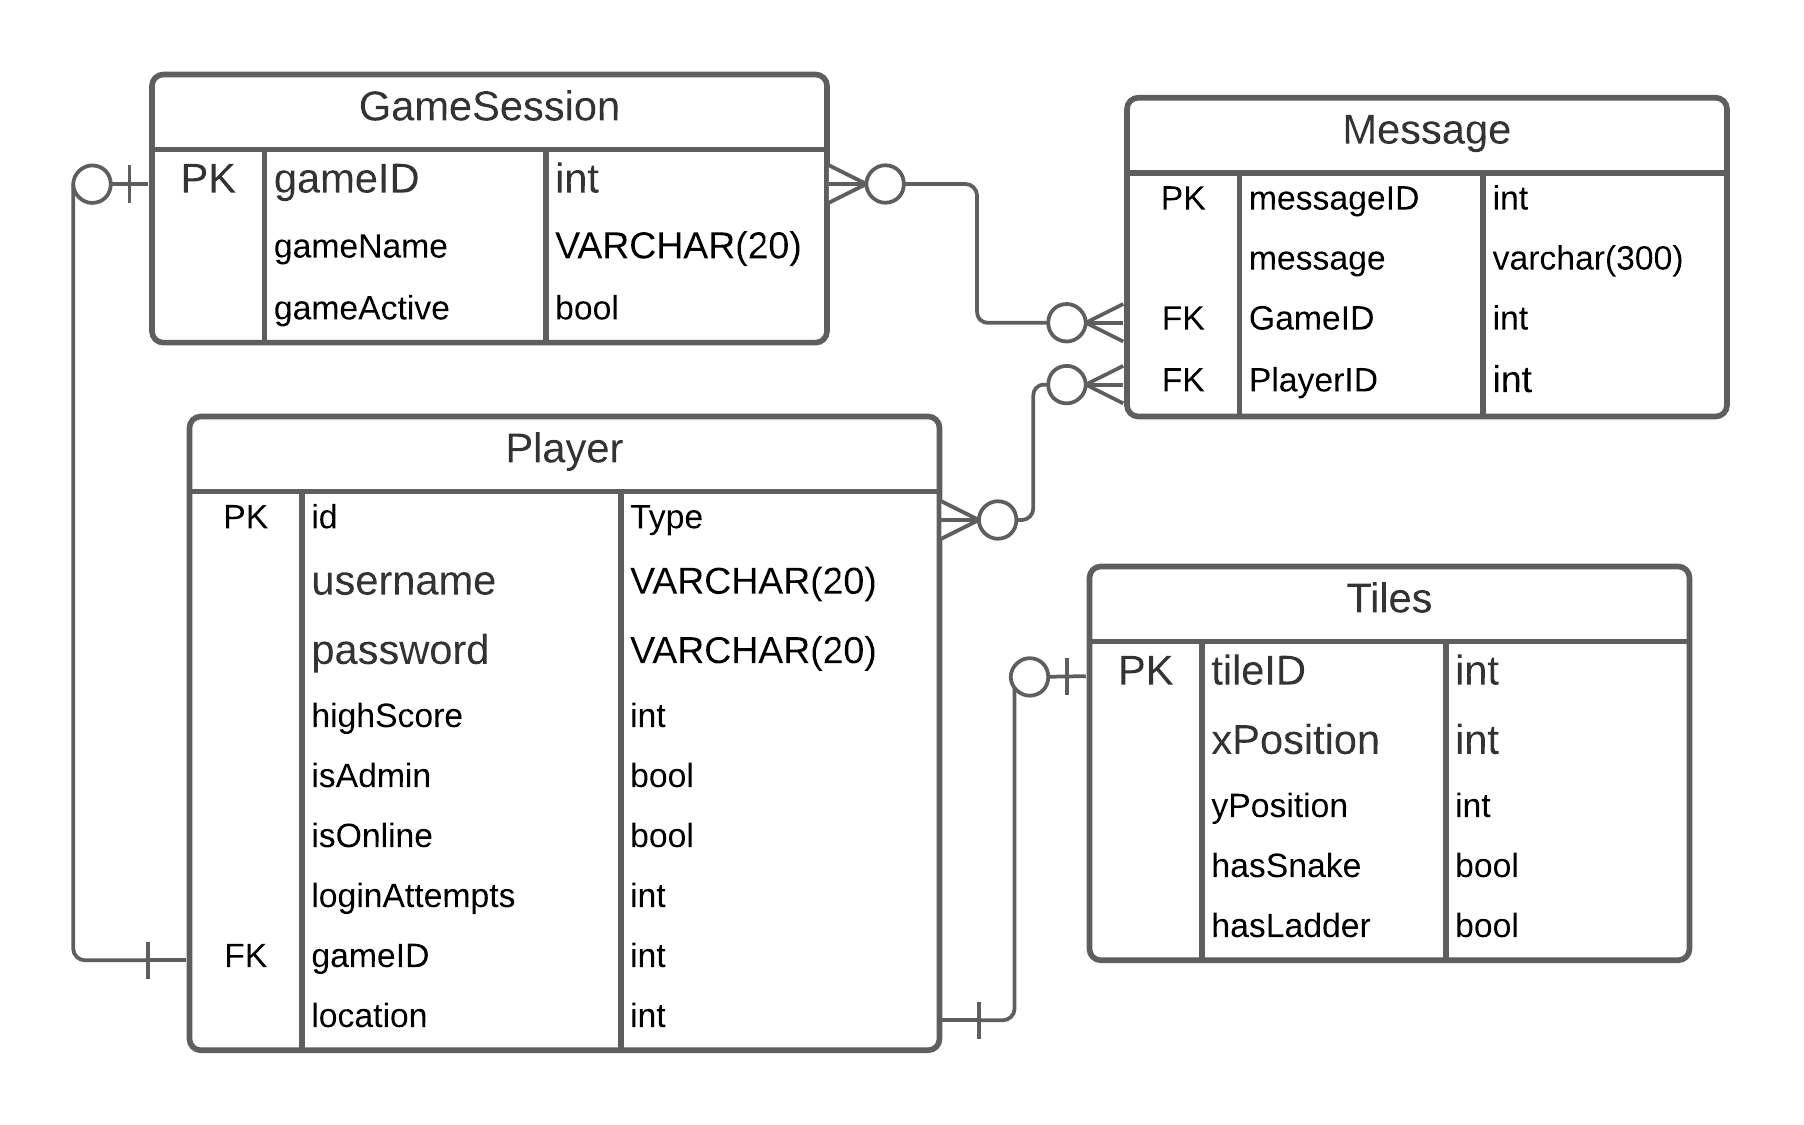 GameSession
PK gameID int
gameName VARCHAR(20)
gameActive bool
Message
PK messageID int
message varchar(300)
FK GameID int
FK PlayerID int
Player
PK id Type
username VARCHAR(20)
password VARCHAR(20)
highScore int
isAdmin bool
isOnline bool
loginAttempts int
FK gameID int
location int
Tiles
PK tileID int
xPosition int
yPosition int
hasSnake bool
hasLadder bool